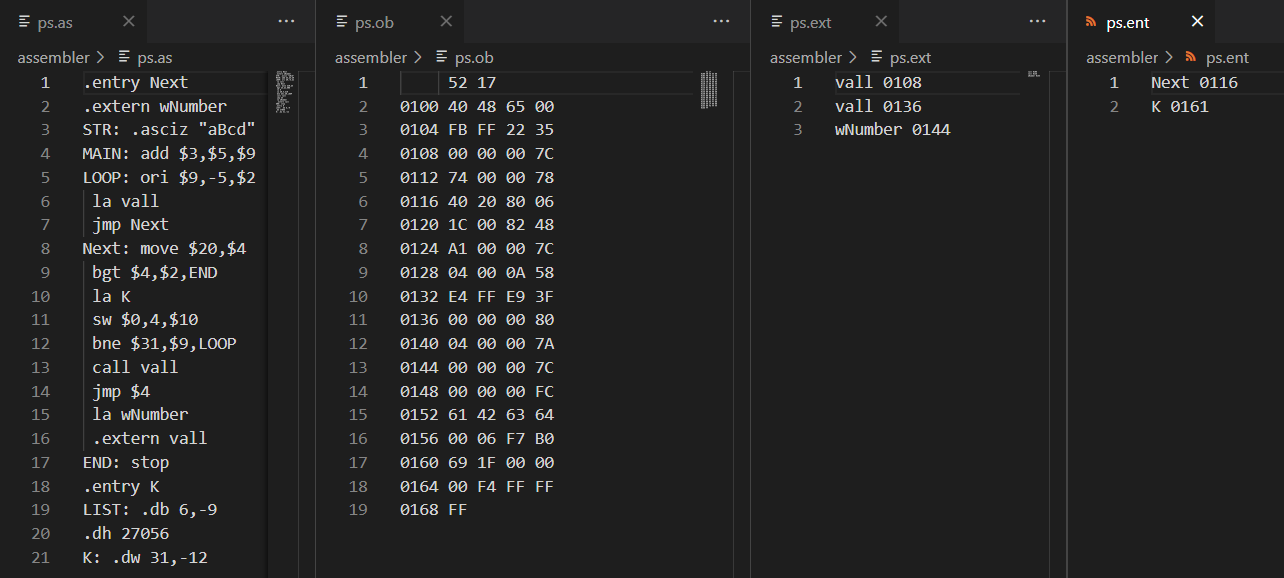 ps.as
assembler > ps.as
1 .entry Next
2 .extern wNumber
3 STR: .asciz "aBcd"
4 MAIN: add $3,$5,$9
5 LOOP: ori $9,-5,$2
6 la vall
7 jmp Next
8 Next: move $20,$4
9 bgt $4,$2,END
10 la K
11 sw $0,4,$10
12 bne $31,$9,LOOP
13 call vall
14 jmp $4
15 la wNumber
16 .extern vall
17 END: stop
18 .entry K
19 LIST: .db 6,-9
20 .dh 27056
21 K: .dw 31,-12
ps.ob
assembler > ps.ob
1 52 17
2 0100 40 48 65 00
3 0104 FB FF 22 35
4 0108 00 00 00 7C
5 0112 74 00 00 78
6 0116 40 20 80 06
7 0120 1C 00 82 48
8 0124 A1 00 00 7C
9 0128 04 00 0A 58
10 0132 E4 FF E9 3F
11 0136 00 00 00 80
12 0140 04 00 00 7A
13 0144 00 00 00 7C
14 0148 00 00 00 FC
15 0152 61 42 63 64
16 0156 00 06 F7 B0
17 0160 69 1F 00 00
18 0164 00 F4 FF FF
19 0168 FF
ps.ext
assembler > ps.ext
1 vall 0108
2 vall 0136
3 wNumber 0144
ps.ent
assembler > ps.ent
1 Next 0116
2 K 0161